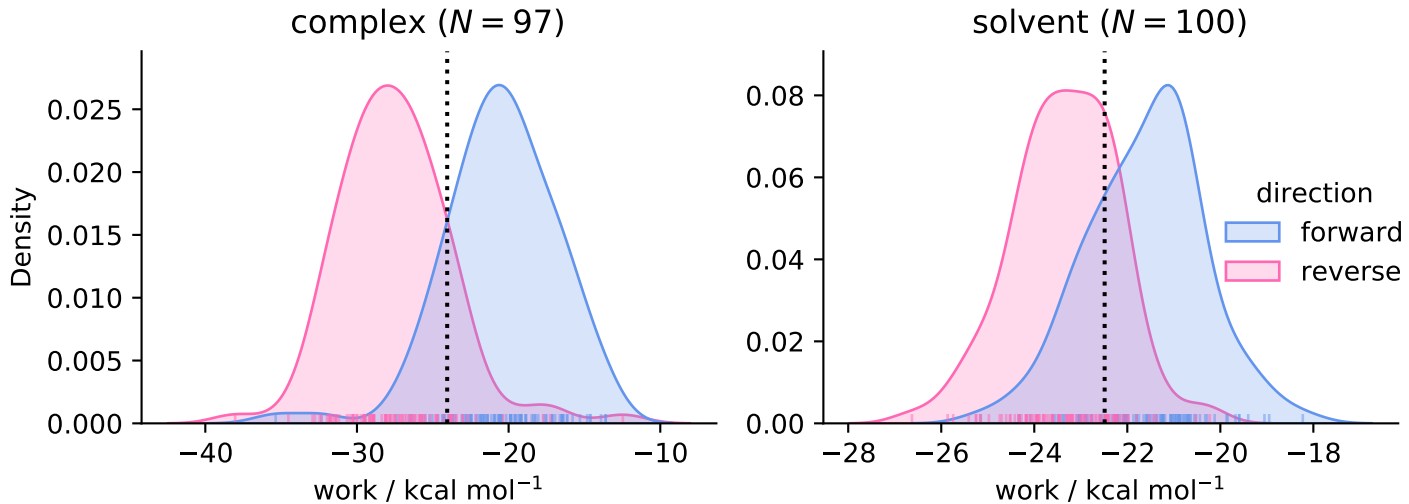 complex (N = 97)
Density
0.025
0.020
0.015
0.010
0.005
0.000
−40
−30
−20
−10
work / kcal mol⁻¹
solvent (N = 100)
0.08
0.06
0.04
0.02
0.00
−28
−26
−24
−22
−20
−18
work / kcal mol⁻¹
direction
forward
reverse